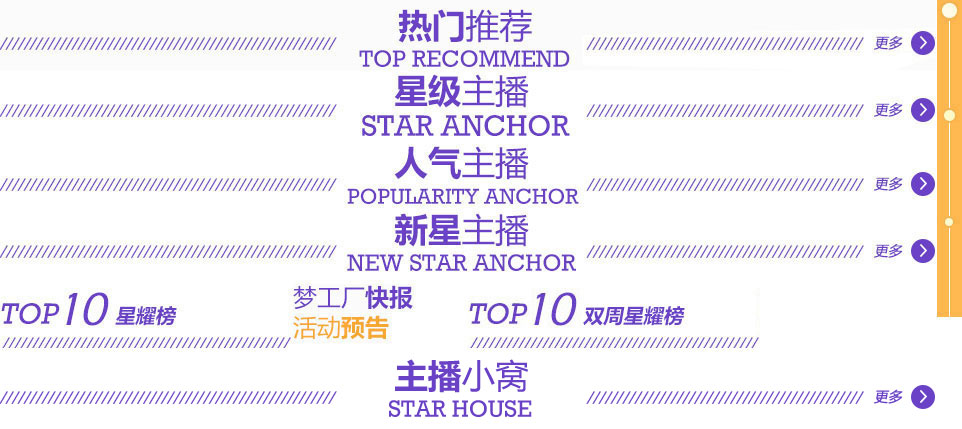 热门推荐
TOP RECOMMEND
更多
星级主播
STAR ANCHOR
更多
人气主播
POPULARITY ANCHOR
更多
新星主播
NEW STAR ANCHOR
更多
TOP10 星耀榜
梦工厂快报
活动预告
TOP10 双周星耀榜
主播小窝
STAR HOUSE
更多